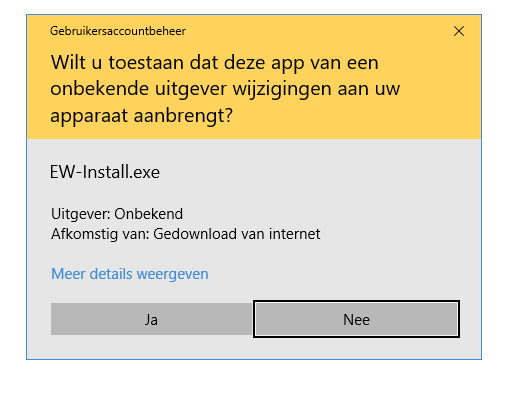 Gebruikersaccountbeheer
Wilt u toestaan dat deze app van een
onbekende uitgever wijzigingen aan uw
apparaat aanbrengt?
EW-Install.exe
Uitgever: Onbekend
Afkomstig van: Gedownload van internet
Meer details weergeven
Ja
Nee